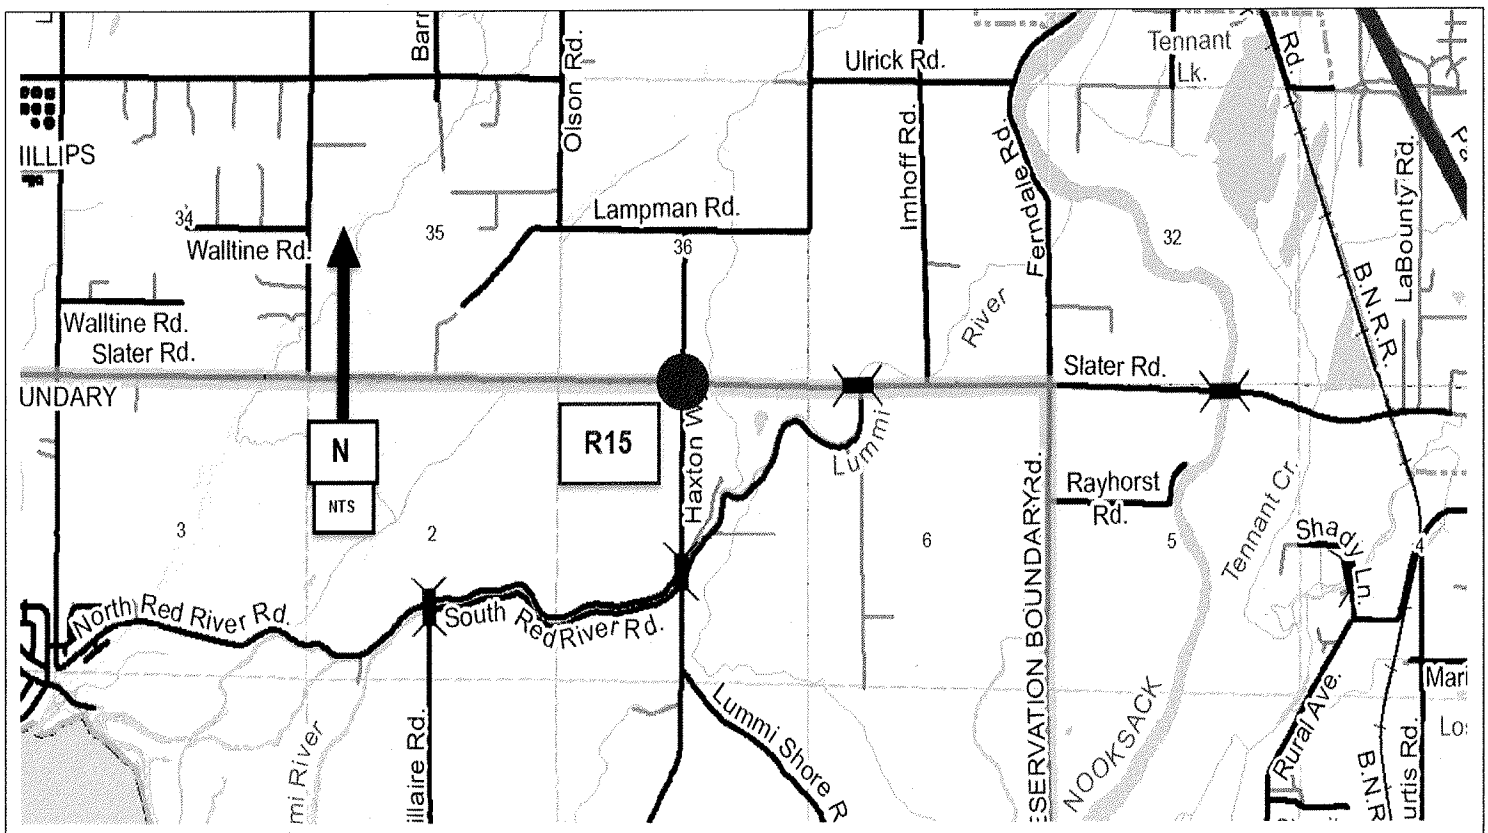 Barr
Olson Rd.
Ulrick Rd.
Tennant
Lk.
Rd.
IILLIPS
Imhoff Rd.
Ferndale Rd.
LaBounty Rd.
34
Walltine Rd.
35
Lampman Rd.
36
32
B.N.R.R.
River
Walltine Rd.
Slater Rd.
Slater Rd.
UNDARY
N
NTS
R15
Haxton W
Lummi
ESERVATION BOUNDARY Rd.
Rayhorst
Rd.
Tennant Cr.
3
2
6
5
4
Shady Ln.
North Red River Rd.
South Red River Rd.
Lummi Shore R
mi River
illaire Rd.
NOOKSACK
Rural Ave.
B.N.R
urtis Rd.
Mari
Los